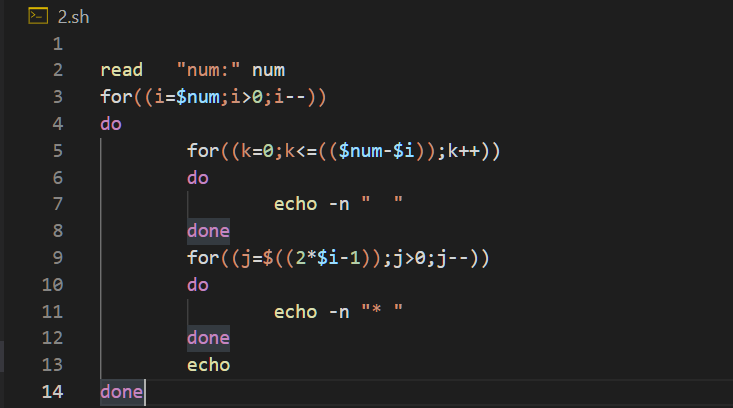 2.sh
1
2 read   "num:" num
3 for((i=$num;i>0;i--))
4 do
5         for((k=0;k<=(($num-$i));k++))
6         do
7                 echo -n "  "
8         done
9         for((j=$((2*$i-1));j>0;j--))
10         do
11                 echo -n "* "
12         done
13         echo
14 done